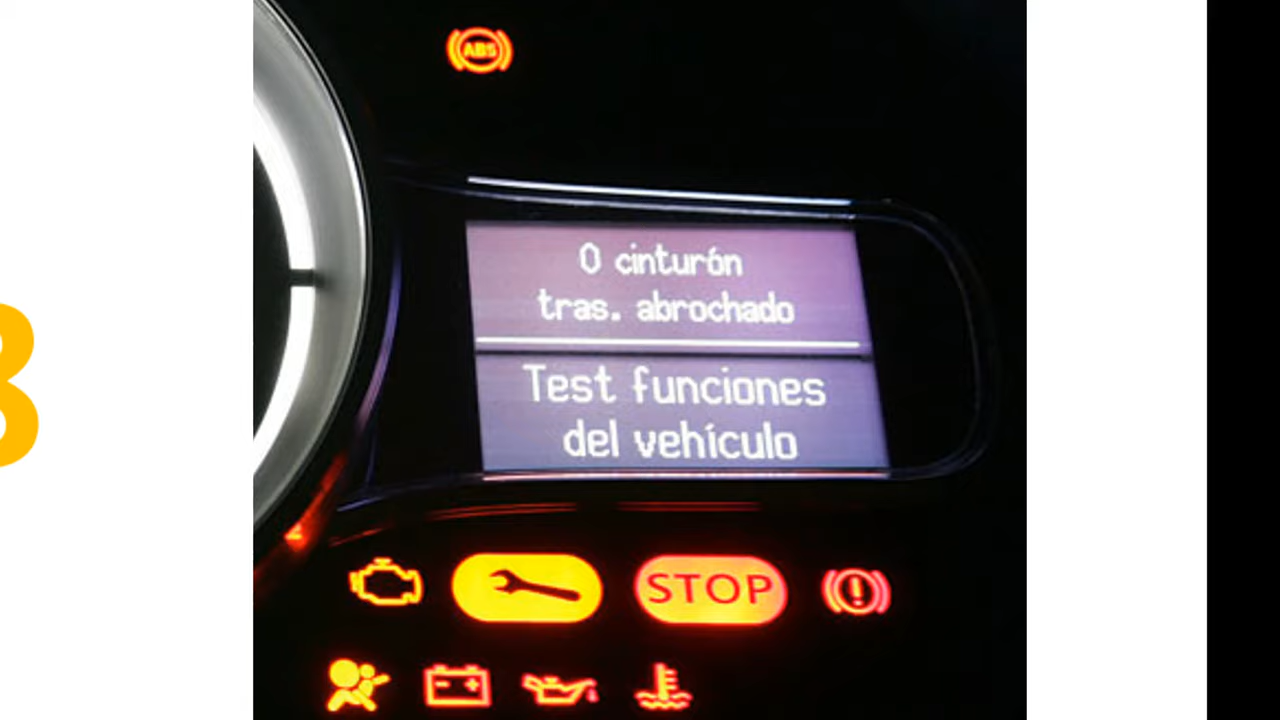 ABS
0 cinturón
tras. abrochado
Test funciones
del vehículo
STOP